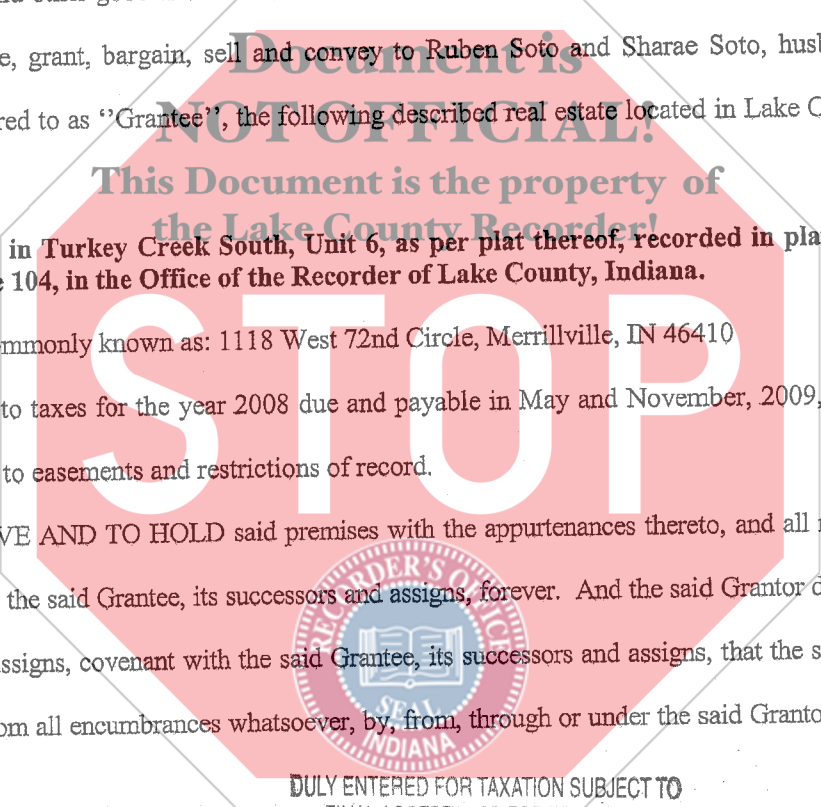 e, grant, bargain, sell and convey to Ruben Soto and Sharae Soto, husb
Document is
red to as ‘’Grantee’’, the following described real estate located in Lake C
NOT OFFICIAL!
This Document is the property of
the Lake County Recorder!
in Turkey Creek South, Unit 6, as per plat thereof, recorded in pla
e 104, in the Office of the Recorder of Lake County, Indiana.
STOP
mmonly known as: 1118 West 72nd Circle, Merrillville, IN 46410
to taxes for the year 2008 due and payable in May and November, 2009,
to easements and restrictions of record.
VE AND TO HOLD said premises with the appurtenances thereto, and all r
the said Grantee, its successors and assigns, forever. And the said Grantor d
assigns, covenant with the said Grantee, its successors and assigns, that the s
om all encumbrances whatsoever, by, from, through or under the said Granto
RECORDER'S OFFICE
SEAL
INDIANA
DULY ENTERED FOR TAXATION SUBJECT TO